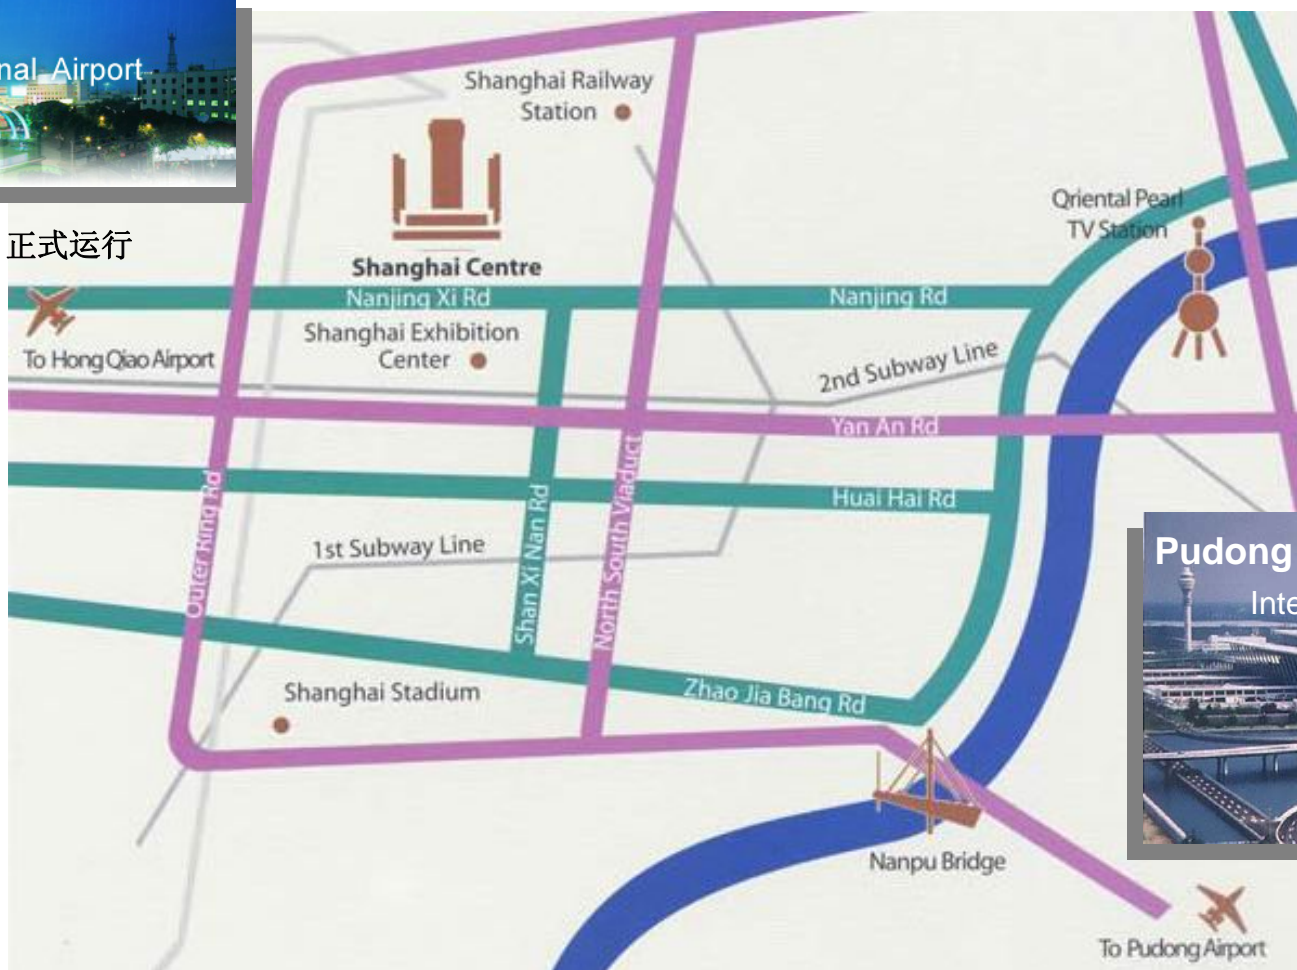 nal Airport
正式运行
Shanghai Railway
Station
Shanghai Centre
Nanjing Xi Rd
Nanjing Rd
Qriental Pearl
TV Station
To Hong Qiao Airport
Shanghai Exhibition
Center
2nd Subway Line
Yan An Rd
Huai Hai Rd
Outer Ring Rd
Shan Xi Nan Rd
North South Viaduct
1st Subway Line
Pudong
Inte
Shanghai Stadium
Zhao Jia Bang Rd
Nanpu Bridge
To Pudong Airport